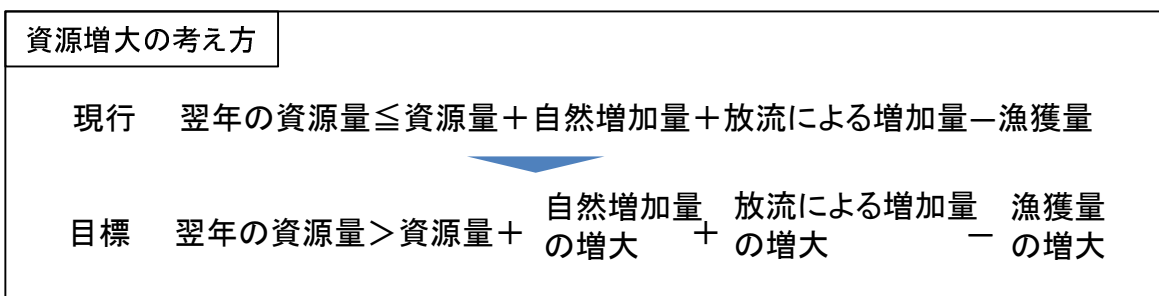 資源増大の考え方
現行 翌年の資源量≦資源量＋自然増加量＋放流による増加量－漁獲量
目標 翌年の資源量＞資源量＋自然増加量の増大＋放流による増加量の増大－漁獲量の増大